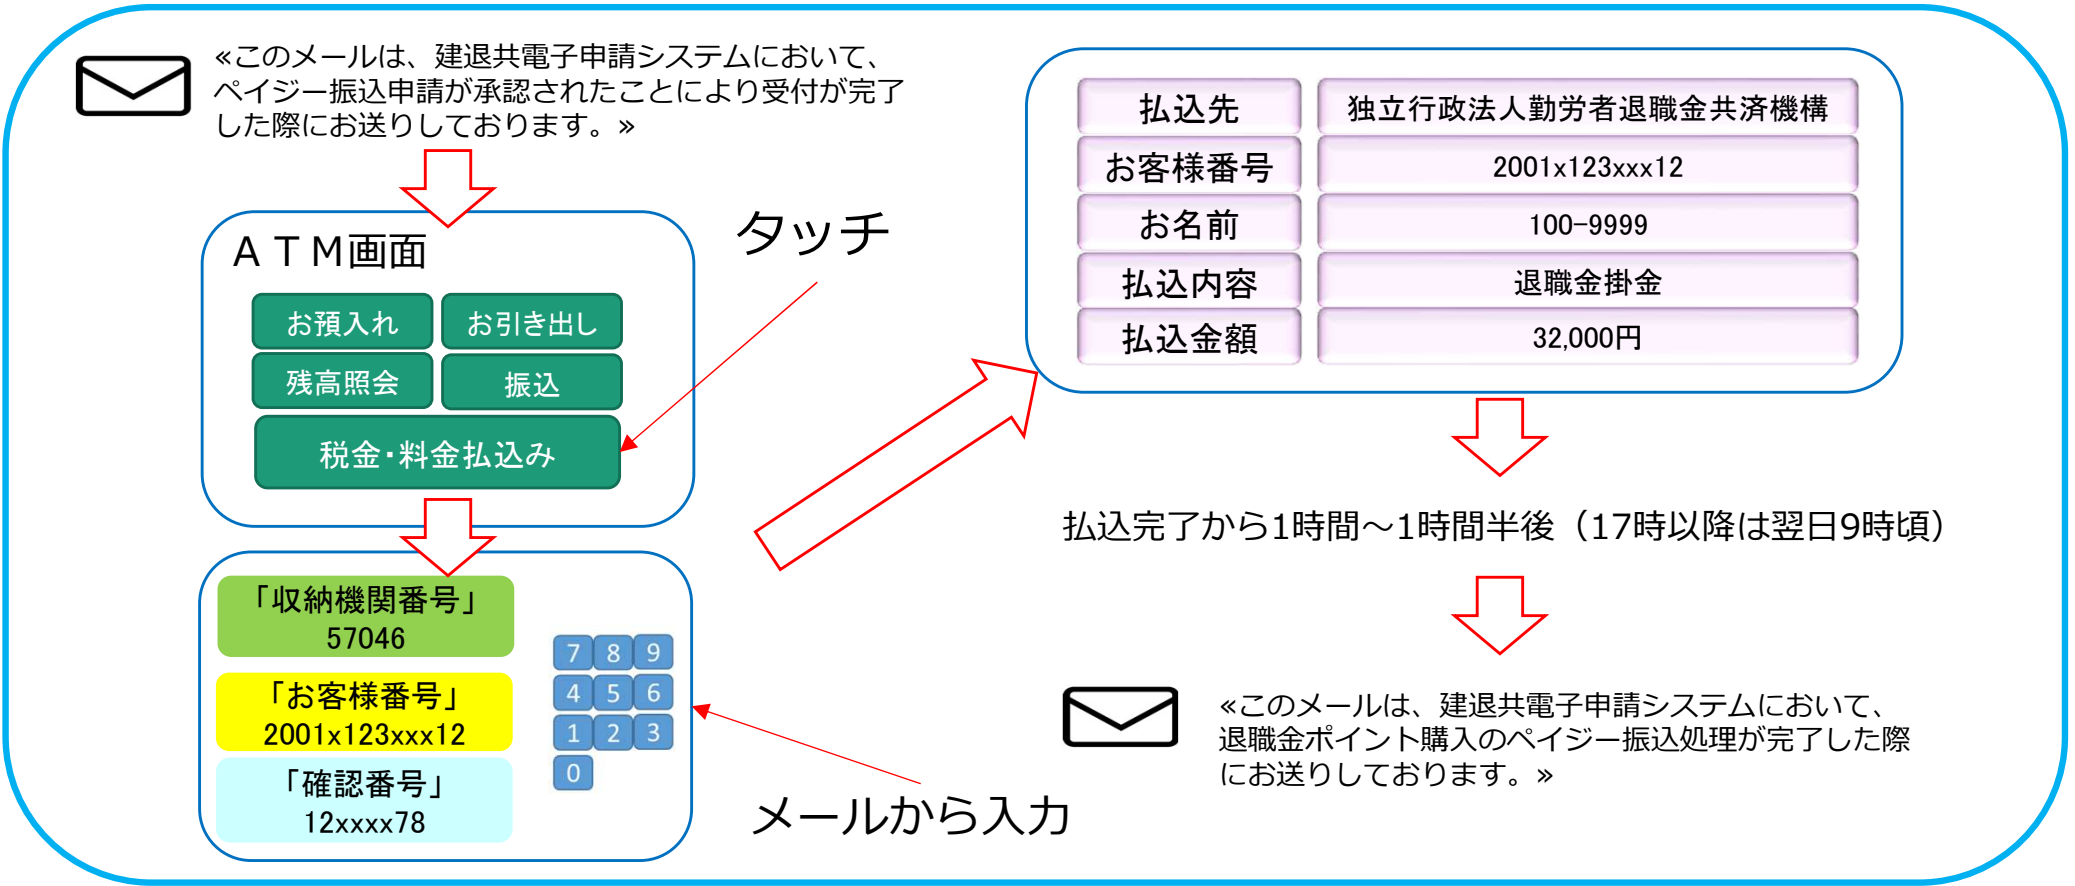 «このメールは、建退共電子申請システムにおいて、
ペイジー振込申請が承認されたことにより受付が完了
した際にお送りしております。»
ＡＴＭ画面
お預入れ
お引き出し
残高照会
振込
税金・料金払込み
タッチ
「収納機関番号」
57046
「お客様番号」
2001x123xxx12
「確認番号」
12xxxx78
7 8 9
4 5 6
1 2 3
0
メールから入力
払込先 独立行政法人勤労者退職金共済機構
お客様番号 2001x123xxx12
お名前 100-9999
払込内容 退職金掛金
払込金額 32,000円
払込完了から1時間～1時間半後（17時以降は翌日9時頃）
«このメールは、建退共電子申請システムにおいて、
退職金ポイント購入のペイジー振込処理が完了した際
にお送りしております。»